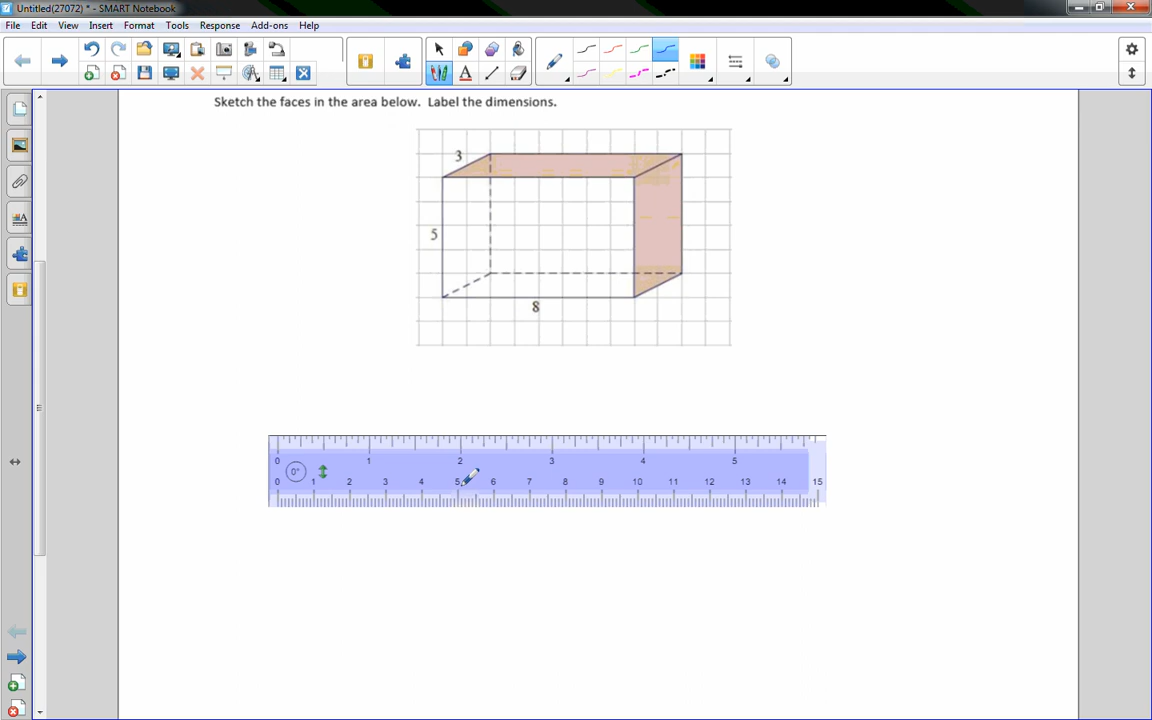 Untitled(27072) * - SMART Notebook
File Edit View Insert Format Tools Response Add-ons Help
Sketch the faces in the area below. Label the dimensions.
3
5
8
0 1 2 3 4 5
0°
0 1 2 3 4 5 6 7 8 9 10 11 12 13 14 15